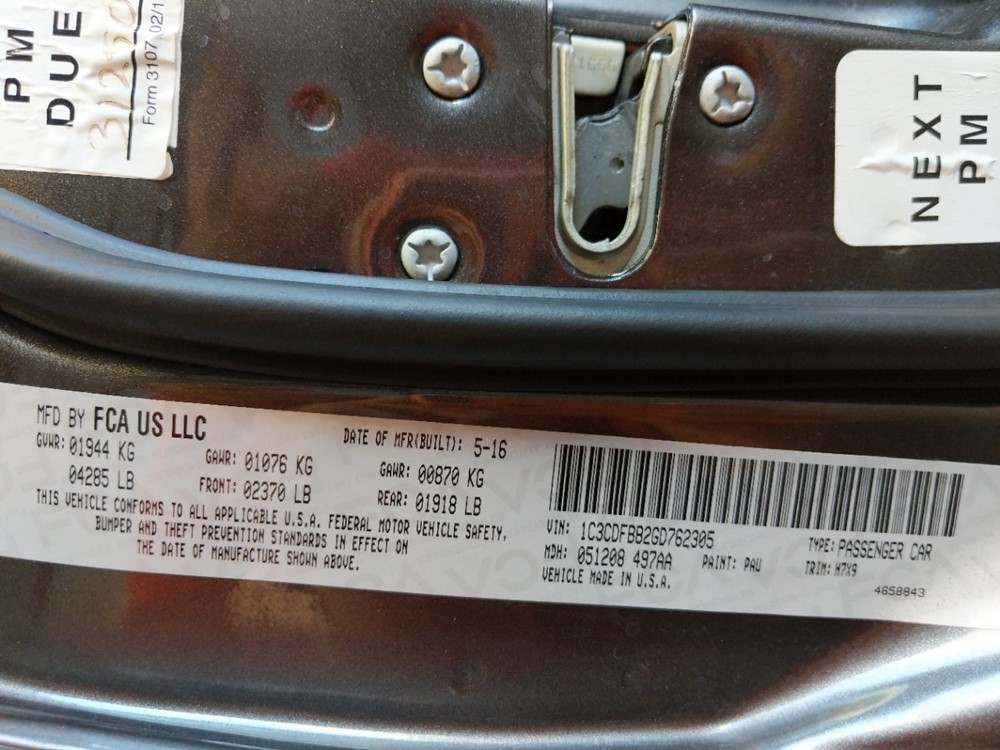 PM
DUE
Form 3107 02/1
NEXT
PM
MFD BY FCA US LLC
DATE OF MFR(BUILT): 5-16
GVWR: 01944 KG
04285 LB
GAWR: 01076 KG
FRONT: 02370 LB
GAWR: 00870 KG
REAR: 01918 LB
THIS VEHICLE CONFORMS TO ALL APPLICABLE U.S.A. FEDERAL MOTOR VEHICLE SAFETY,
BUMPER AND THEFT PREVENTION STANDARDS IN EFFECT ON
THE DATE OF MANUFACTURE SHOWN ABOVE.
VIN: 1C3CDFBB2GD762305
TYPE: PASSENGER CAR
MDH: 051208 497AA
PAINT: PAU
TRIM: H7X9
VEHICLE MADE IN U.S.A.
4658843